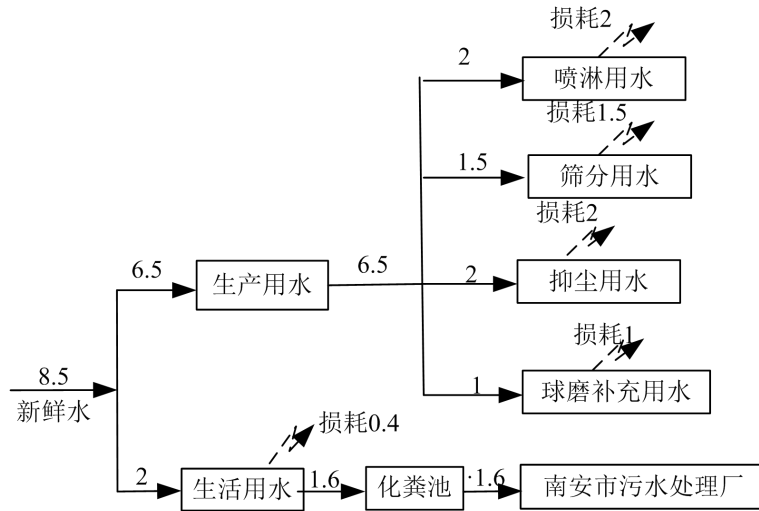 损耗2
2
喷淋用水
损耗1.5
1.5
筛分用水
损耗2
6.5
生产用水
6.5
2
抑尘用水
损耗1
8.5
新鲜水
1
球磨补充用水
损耗0.4
2
生活用水
1.6
化粪池
·1.6
南安市污水处理厂